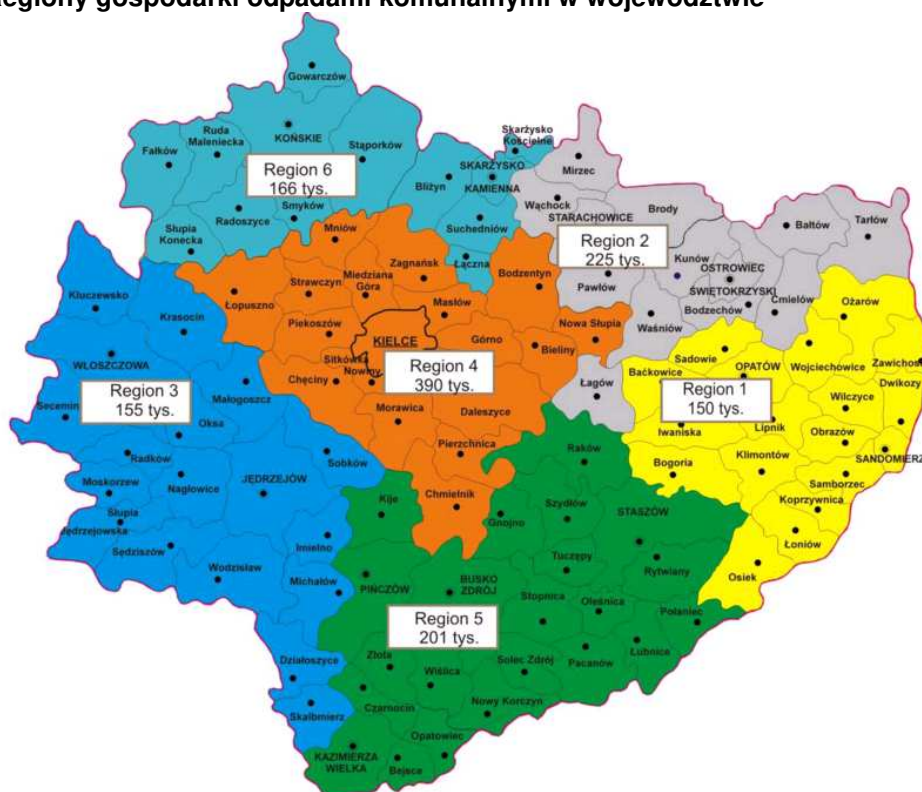 egiony gospodarki odpadami komunalnymi w województwie
Gowarczów
Ruda
Maleniecka
KOŃSKIE
Fałków
Stąporków
Region 6
166 tys.
Radoszyce
Smyków
Słupia
Konecka
Skarżysko
Kościelne
SKARŻYSKO
KAMIENNA
Bliżyn
Suchedniów
Łączna
Mirzec
Wąchock
STARACHOWICE
Brody
Region 2
225 tys.
Pawłów
Kunów
OSTROWIEC
ŚWIĘTOKRZYSKI
Bodzechów
Waśniów
Ćmielów
Bałtów
Tarłów
Łagów
Mniów
Zagnańsk
Bodzentyn
Strawczyn
Miedziana
Góra
Łopuszno
Masłów
Piekoszów
KIELCE
Górno
Nowa Słupia
Bieliny
Sitkówka
Nowiny
Region 4
390 tys.
Chęciny
Morawica
Daleszyce
Pierzchnica
Chmielnik
Ożarów
Sadowie
OPATÓW
Wojciechowice
Zawichost
Baćkowice
Dwikozy
Region 1
150 tys.
Wilczyce
Iwaniska
Lipnik
Obrazów
SANDOMIERZ
Klimontów
Bogoria
Samborzec
Koprzywnica
Łoniów
Osiek
Kluczewsko
Krasocin
WŁOSZCZOWA
Region 3
155 tys.
Małogoszcz
Secemin
Oksa
Radków
Sobków
Moskorzew
Nagłowice
JĘDRZEJÓW
Słupia
Jędrzejowska
Imielno
Sędziszów
Wodzisław
Michałów
Działoszyce
Skalbmierz
Raków
Kije
Szydłów
STASZÓW
Gnojno
Tuczępy
Rytwiany
PIŃCZÓW
BUSKO
ZDRÓJ
Stopnica
Oleśnica
Połaniec
Region 5
201 tys.
Łubnice
Złota
Solec Zdrój
Pacanów
Wiślica
Czarnocin
Nowy Korczyn
Opatowiec
KAZIMIERZA
WIELKA
Bejsce